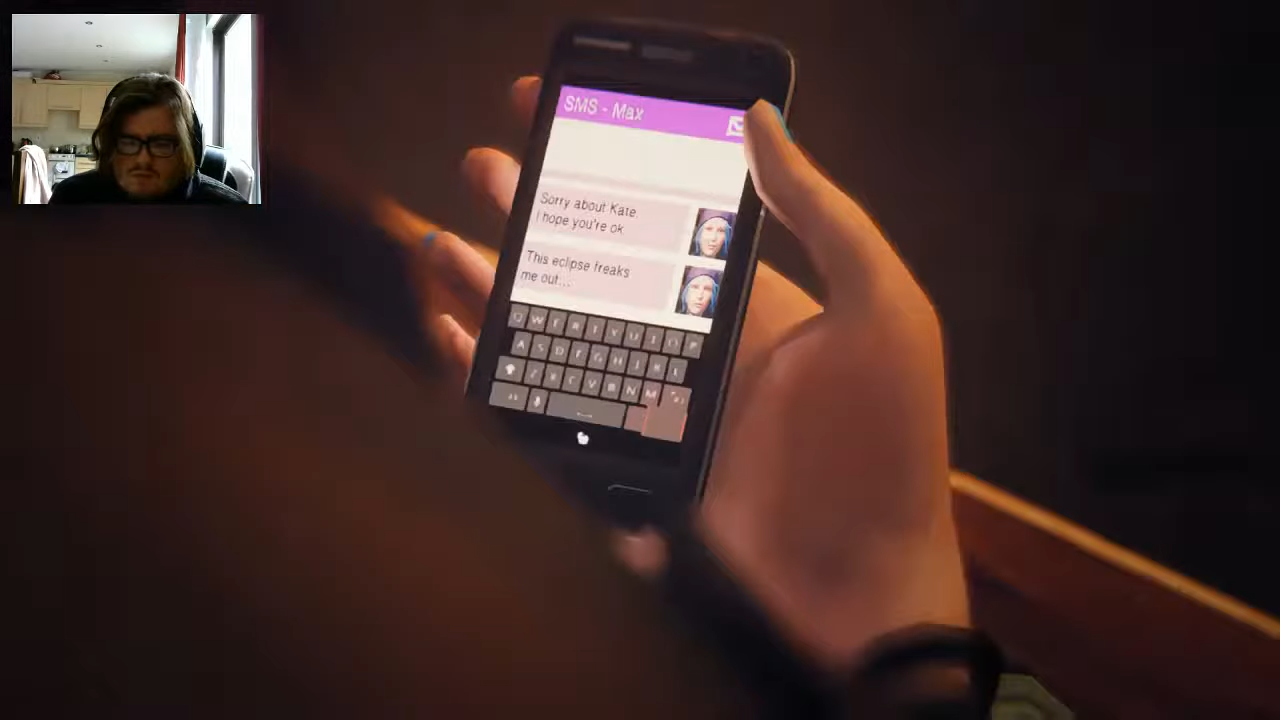 SMS - Max
Sorry about Kate
I hope you're ok
This eclipse freaks
me out...